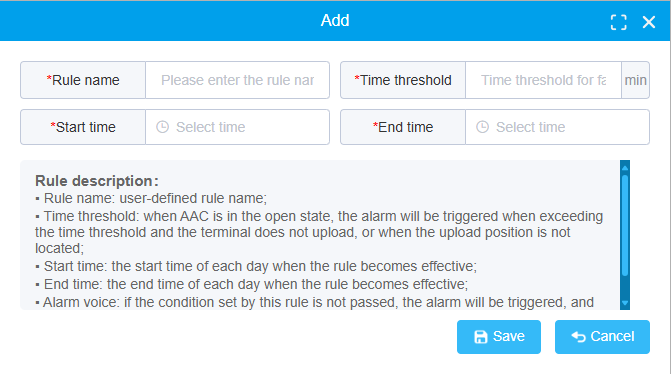 Add
*Rule name Please enter the rule nar *Time threshold Time threshold for fa min
*Start time Select time *End time Select time
Rule description:
▪ Rule name: user-defined rule name;
▪ Time threshold: when AAC is in the open state, the alarm will be triggered when exceeding
the time threshold and the terminal does not upload, or when the upload position is not
located;
▪ Start time: the start time of each day when the rule becomes effective;
▪ End time: the end time of each day when the rule becomes effective;
▪ Alarm voice: if the condition set by this rule is not passed, the alarm will be triggered, and
Save Cancel